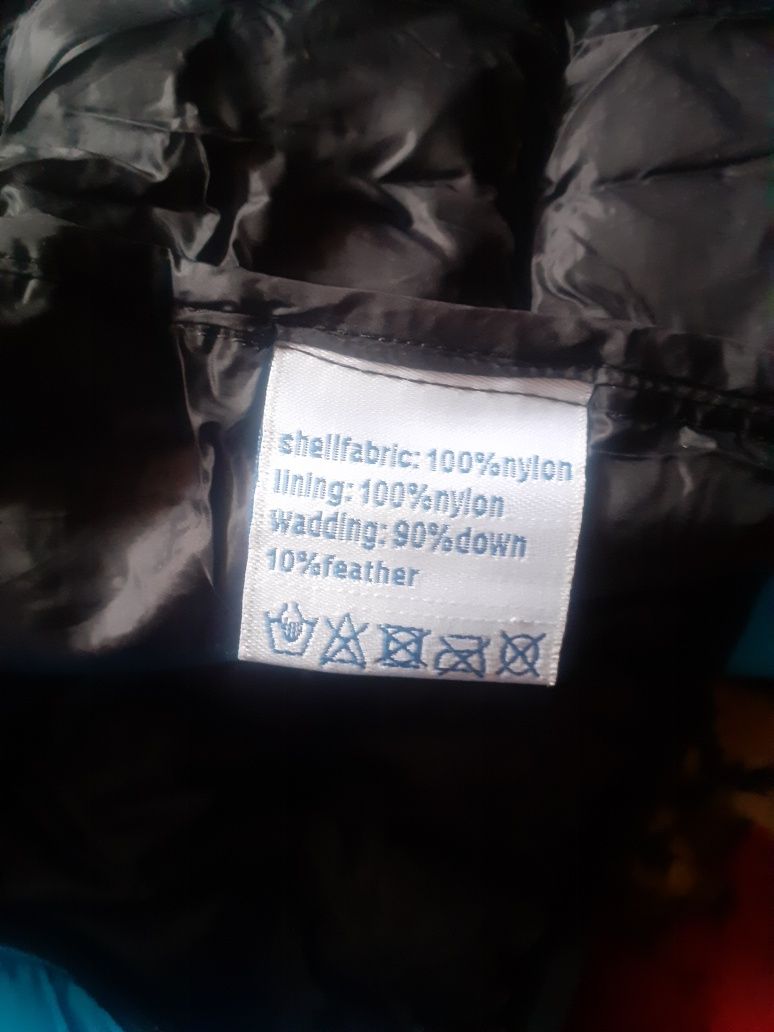 shellfabric: 100%nylon
lining: 100%nylon
wadding: 90%down
10%feather